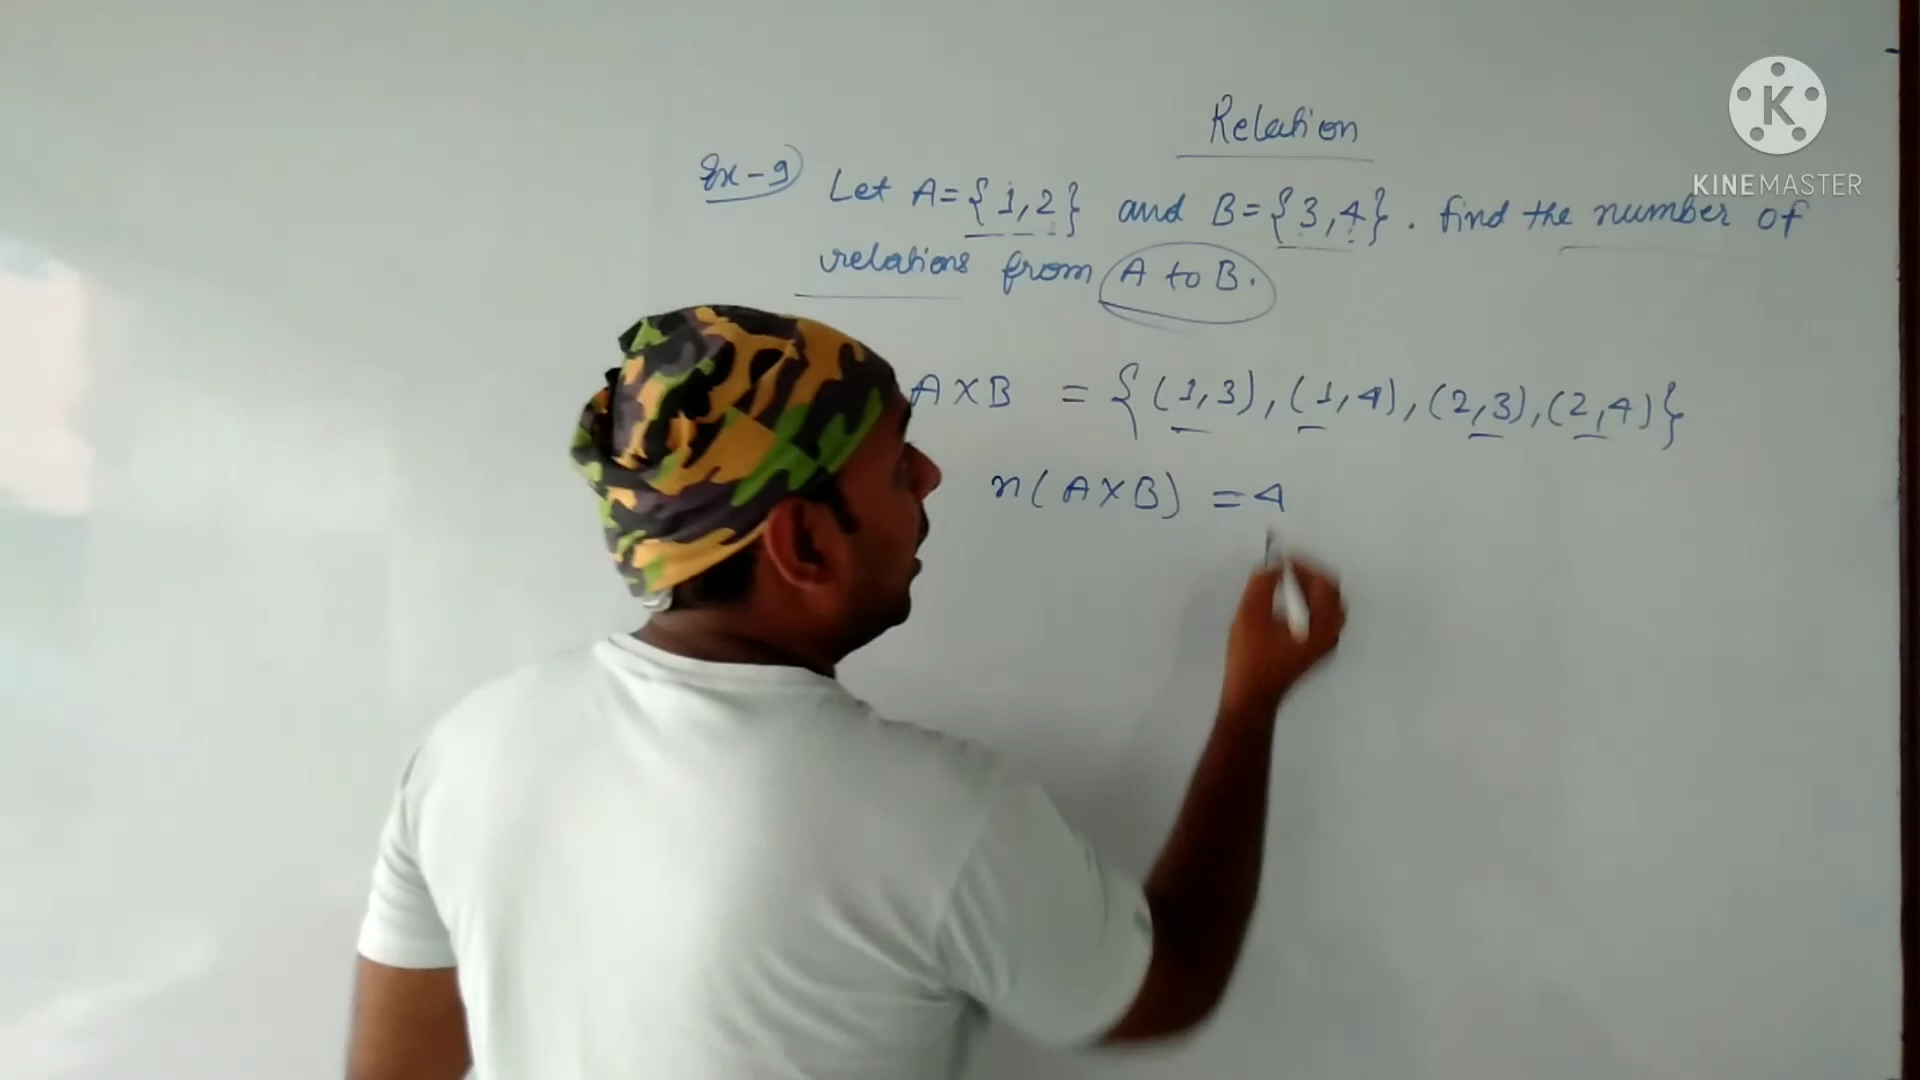 Relation
Ex-9) Let A={1,2} and B={3,4}. find the number of
relations from A to B.
A×B = {(1,3),(1,4),(2,3),(2,4)}
n(A×B) =4
K
KINEMASTER